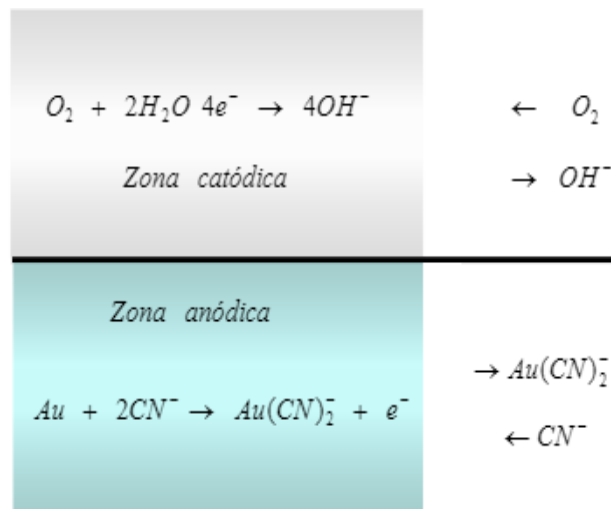 O₂ + 2H₂O 4e⁻ → 4OH⁻
← O₂
Zona catódica
→ OH⁻
Zona anódica
→ Au(CN)₂⁻
Au + 2CN⁻ → Au(CN)₂⁻ + e⁻
← CN⁻